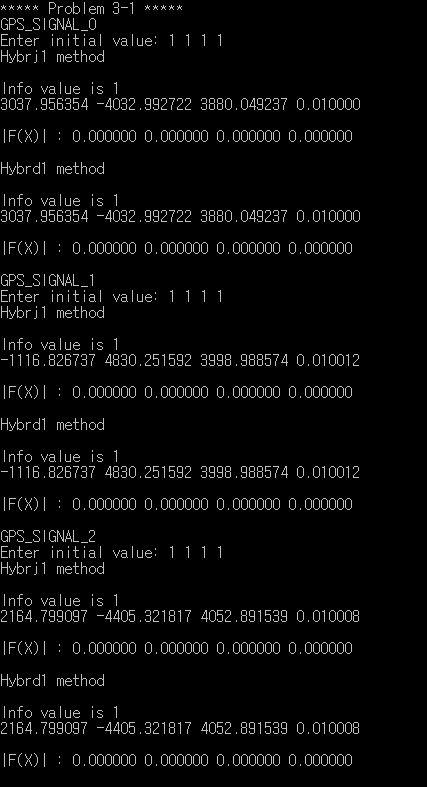 ***** Problem 3-1 *****
GPS_SIGNAL_0
Enter initial value: 1 1 1 1
Hybrj1 method
Info value is 1
3037.956354 -4032.992722 3880.049237 0.010000
|F(X)| : 0.000000 0.000000 0.000000 0.000000
Hybrd1 method
Info value is 1
3037.956354 -4032.992722 3880.049237 0.010000
|F(X)| : 0.000000 0.000000 0.000000 0.000000
GPS_SIGNAL_1
Enter initial value: 1 1 1 1
Hybrj1 method
Info value is 1
-1116.826737 4830.251592 3998.988574 0.010012
|F(X)| : 0.000000 0.000000 0.000000 0.000000
Hybrd1 method
Info value is 1
-1116.826737 4830.251592 3998.988574 0.010012
|F(X)| : 0.000000 0.000000 0.000000 0.000000
GPS_SIGNAL_2
Enter initial value: 1 1 1 1
Hybrj1 method
Info value is 1
2164.799097 -4405.321817 4052.891539 0.010008
|F(X)| : 0.000000 0.000000 0.000000 0.000000
Hybrd1 method
Info value is 1
2164.799097 -4405.321817 4052.891539 0.010008
|F(X)| : 0.000000 0.000000 0.000000 0.000000